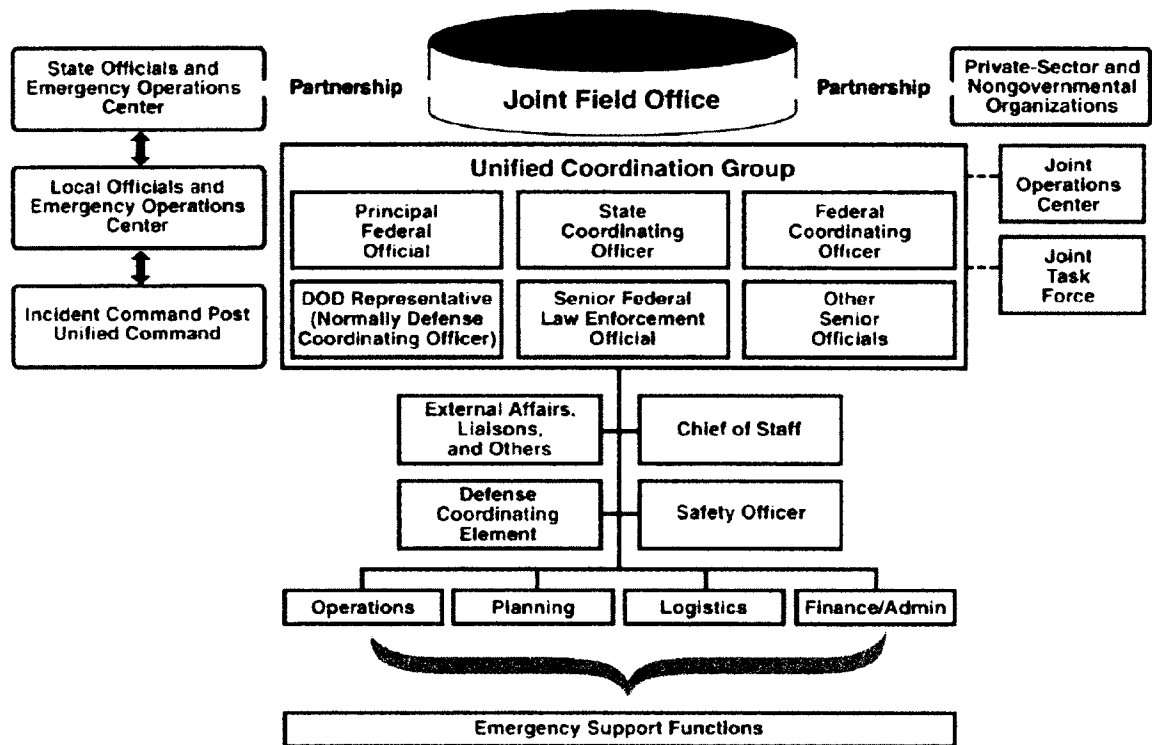 State Officials and
Emergency Operations
Center
Partnership
Joint Field Office
Partnership
Private-Sector and
Nongovernmental
Organizations
Local Officials and
Emergency Operations
Center
Incident Command Post
Unified Command
Unified Coordination Group
Principal
Federal
Official
State
Coordinating
Officer
Federal
Coordinating
Officer
DOD Representative
(Normally Defense
Coordinating Officer)
Senior Federal
Law Enforcement
Official
Other
Senior
Officials
Joint
Operations
Center
Joint
Task
Force
External Affairs,
Liaisons,
and Others
Chief of Staff
Defense
Coordinating
Element
Safety Officer
Operations
Planning
Logistics
Finance/Admin
Emergency Support Functions